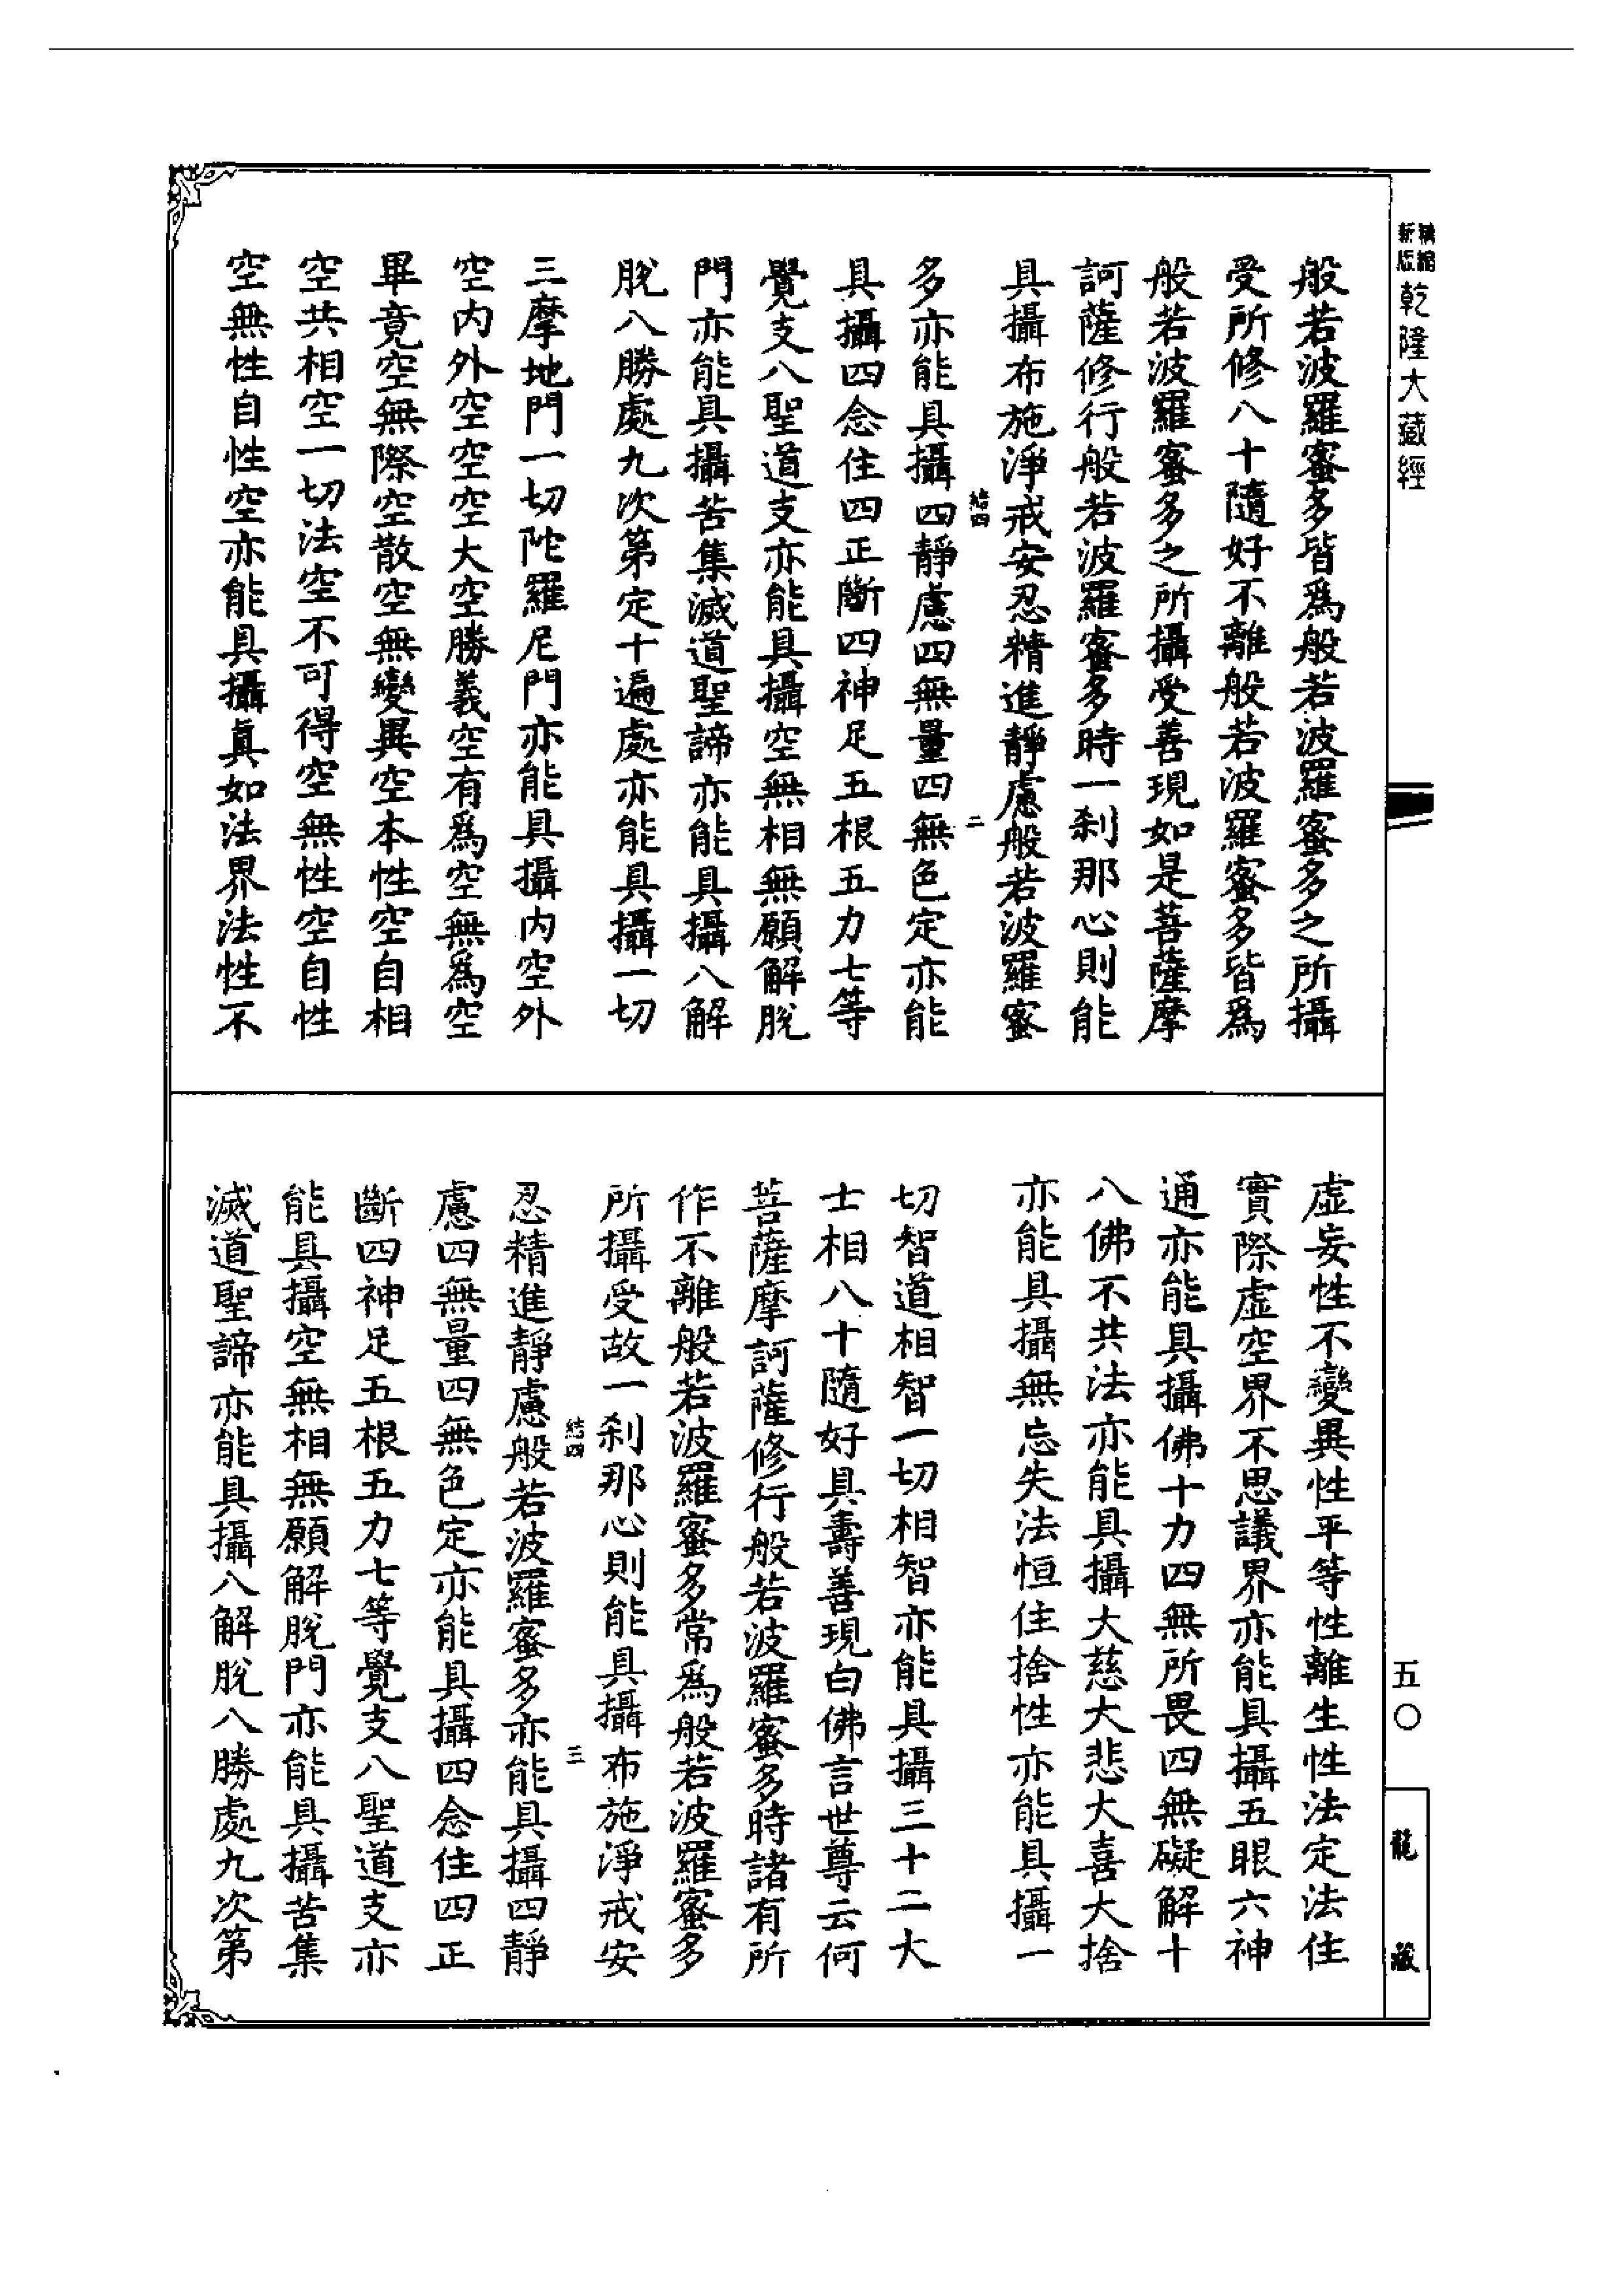 新編縮版乾隆大藏經
般若波羅蜜多皆爲般若波羅蜜多之所攝
受所修八十隨好不離般若波羅蜜多皆爲
般若波羅蜜多之所攝受善現如是菩薩摩
訶薩修行般若波羅蜜多時一剎那心則能
具攝布施淨戒安忍精進靜慮般若波羅蜜
結四 二
多亦能具攝四靜慮四無量四無色定亦能
具攝四念住四正斷四神足五根五力七等
覺支八聖道支亦能具攝空無相無願解脫
門亦能具攝苦集滅道聖諦亦能具攝八解
脫八勝處九次第定十遍處亦能具攝一切
三摩地門一切陀羅尼門亦能具攝內空外
空內外空空空大空勝義空有爲空無爲空
畢竟空無際空散空無變異空本性空自相
空共相空一切法空不可得空無性空自性
空無性自性空亦能具攝真如法界法性不
虛妄性不變異性平等性離生性法定法住
實際虛空界不思議界亦能具攝五眼六神
通亦能具攝佛十力四無所畏四無礙解十
八佛不共法亦能具攝大慈大悲大喜大捨
亦能具攝無忘失法恒住捨性亦能具攝一
切智道相智一切相智亦能具攝三十二大
士相八十隨好具壽善現白佛言世尊云何
菩薩摩訶薩修行般若波羅蜜多時諸有所
作不離般若波羅蜜多常爲般若波羅蜜多
所攝受故一剎那心則能具攝布施淨戒安
結四 三
忍精進靜慮般若波羅蜜多亦能具攝四靜
慮四無量四無色定亦能具攝四念住四正
斷四神足五根五力七等覺支八聖道支亦
能具攝空無相無願解脫門亦能具攝苦集
滅道聖諦亦能具攝八解脫八勝處九次第
五〇
龍藏